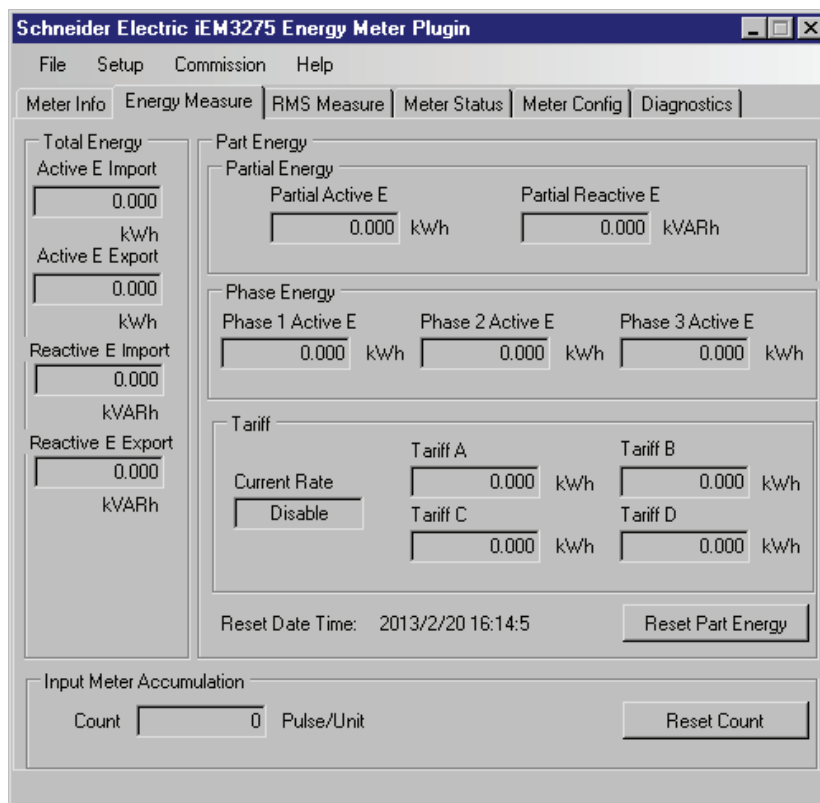 Schneider Electric iEM3275 Energy Meter Plugin
File Setup Commission Help
Meter Info Energy Measure RMS Measure Meter Status Meter Config Diagnostics
Total Energy
Active E Import
0.000
kWh
Active E Export
0.000
kWh
Reactive E Import
0.000
kVARh
Reactive E Export
0.000
kVARh
Part Energy
Partial Energy
Partial Active E Partial Reactive E
0.000 kWh 0.000 kVARh
Phase Energy
Phase 1 Active E Phase 2 Active E Phase 3 Active E
0.000 kWh 0.000 kWh 0.000 kWh
Tariff
Tariff A Tariff B
Current Rate 0.000 kWh 0.000 kWh
Disable Tariff C Tariff D
0.000 kWh 0.000 kWh
Reset Date Time: 2013/2/20 16:14:5 Reset Part Energy
Input Meter Accumulation
Count 0 Pulse/Unit Reset Count